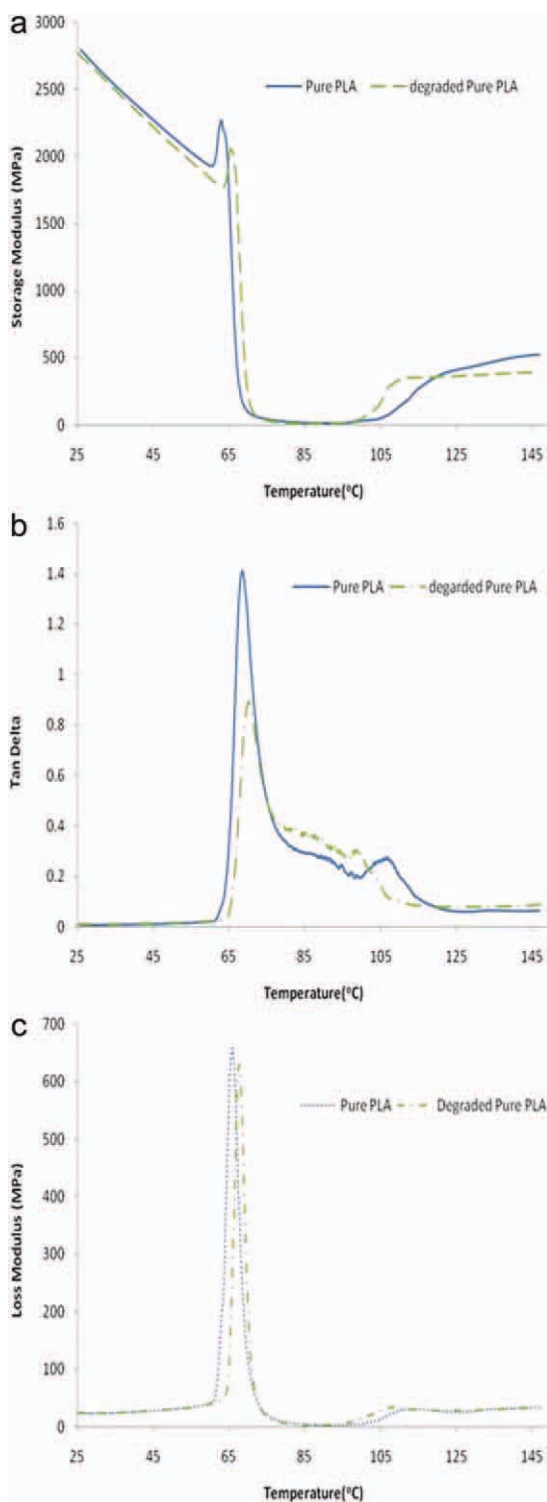 a
3000
Pure PLA
degraded Pure PLA
2500
2000
1500
1000
500
0
Storage Modulus (MPa)
25 45 65 85 105 125 145
Temperature(°C)
b
1.6
Pure PLA
degarded Pure PLA
1.4
1.2
1
0.8
0.6
0.4
0.2
0
Tan Delta
25 45 65 85 105 125 145
Temperature(°C)
c
700
Pure PLA
Degraded Pure PLA
600
500
400
300
200
100
0
Loss Modulus (MPa)
25 45 65 85 105 125 145
Temperature(°C)